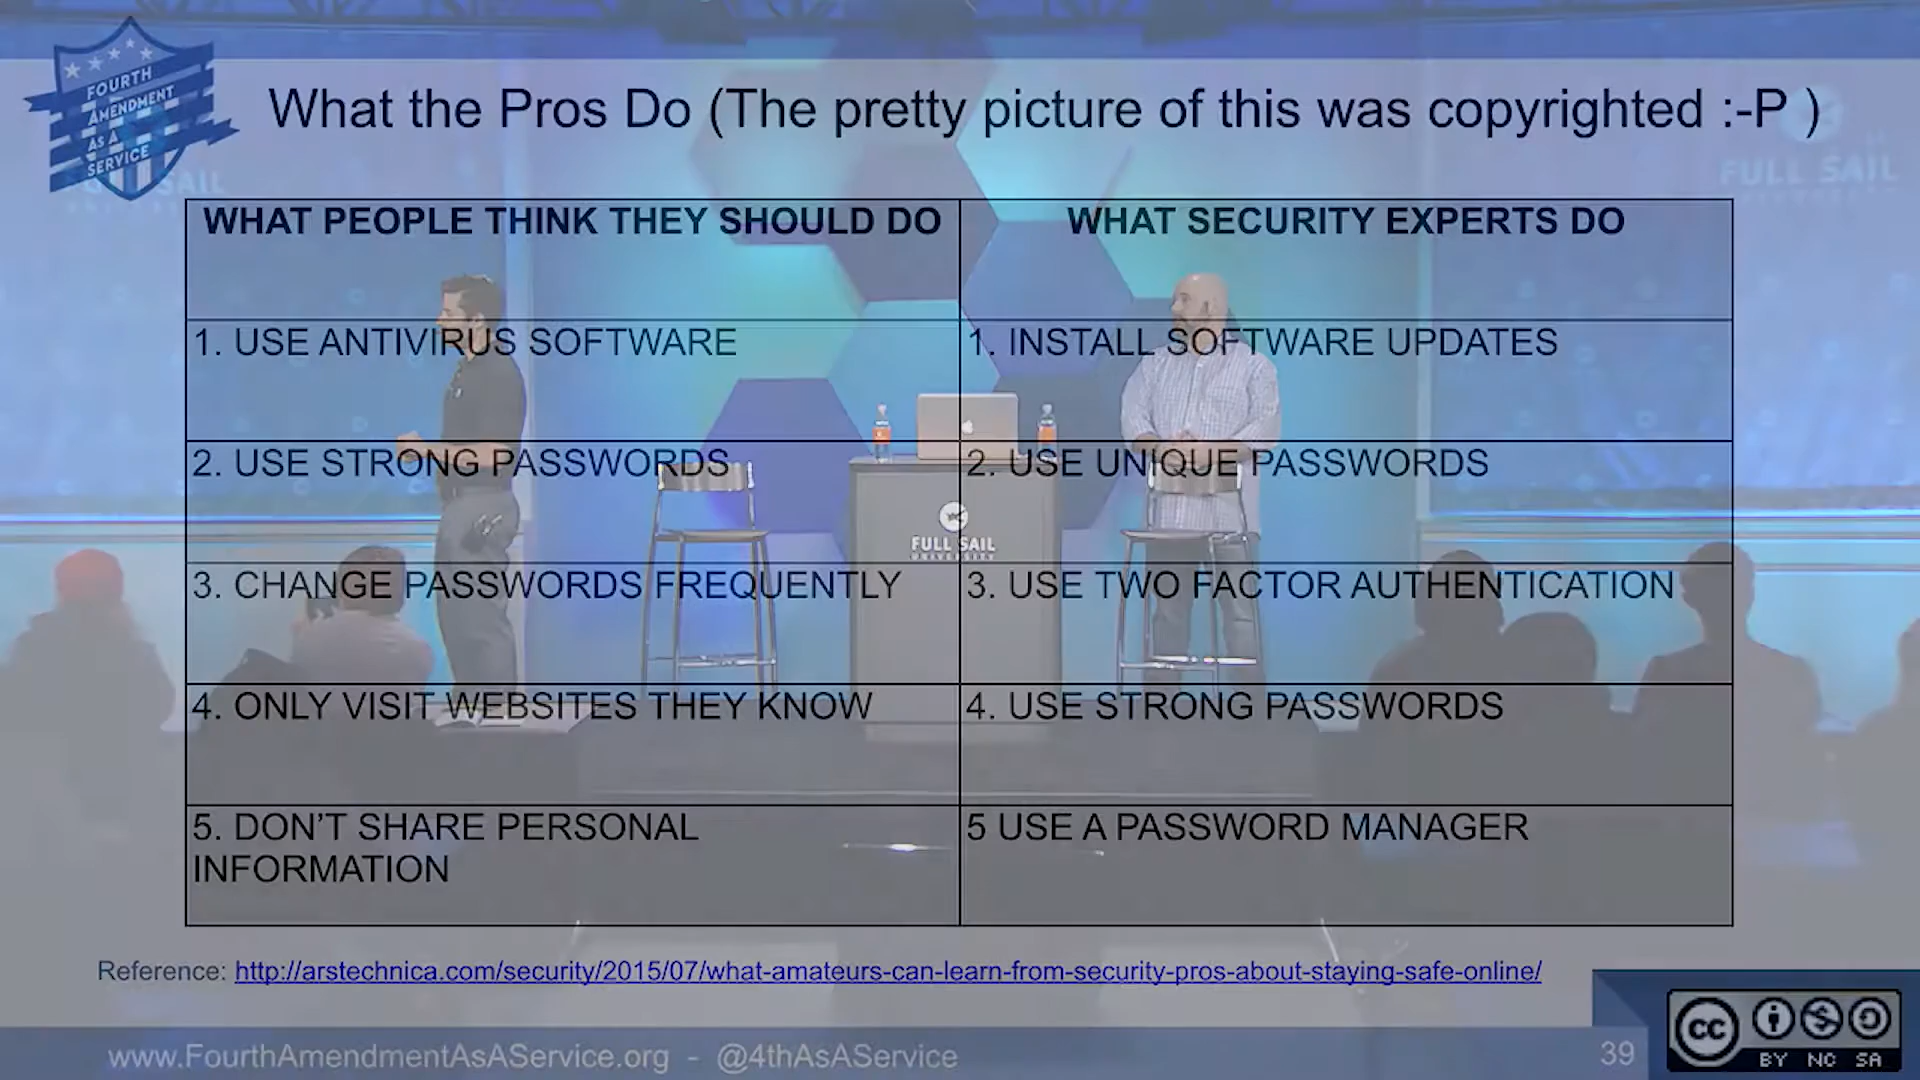 FOURTH
AMENDMENT
AS A
SERVICE
What the Pros Do (The pretty picture of this was copyrighted :-P )
FULL SAIL
WHAT PEOPLE THINK THEY SHOULD DO
WHAT SECURITY EXPERTS DO
1. USE ANTIVIRUS SOFTWARE
1. INSTALL SOFTWARE UPDATES
2. USE STRONG PASSWORDS
2. USE UNIQUE PASSWORDS
FULL SAIL
UNIVERSITY
3. CHANGE PASSWORDS FREQUENTLY
3. USE TWO FACTOR AUTHENTICATION
4. ONLY VISIT WEBSITES THEY KNOW
4. USE STRONG PASSWORDS
5. DON’T SHARE PERSONAL
INFORMATION
5 USE A PASSWORD MANAGER
Reference: http://arstechnica.com/security/2015/07/what-amateurs-can-learn-from-security-pros-about-staying-safe-online/
www.FourthAmendmentAsAService.org - @4thAsAService
39
cc
BY NC SA